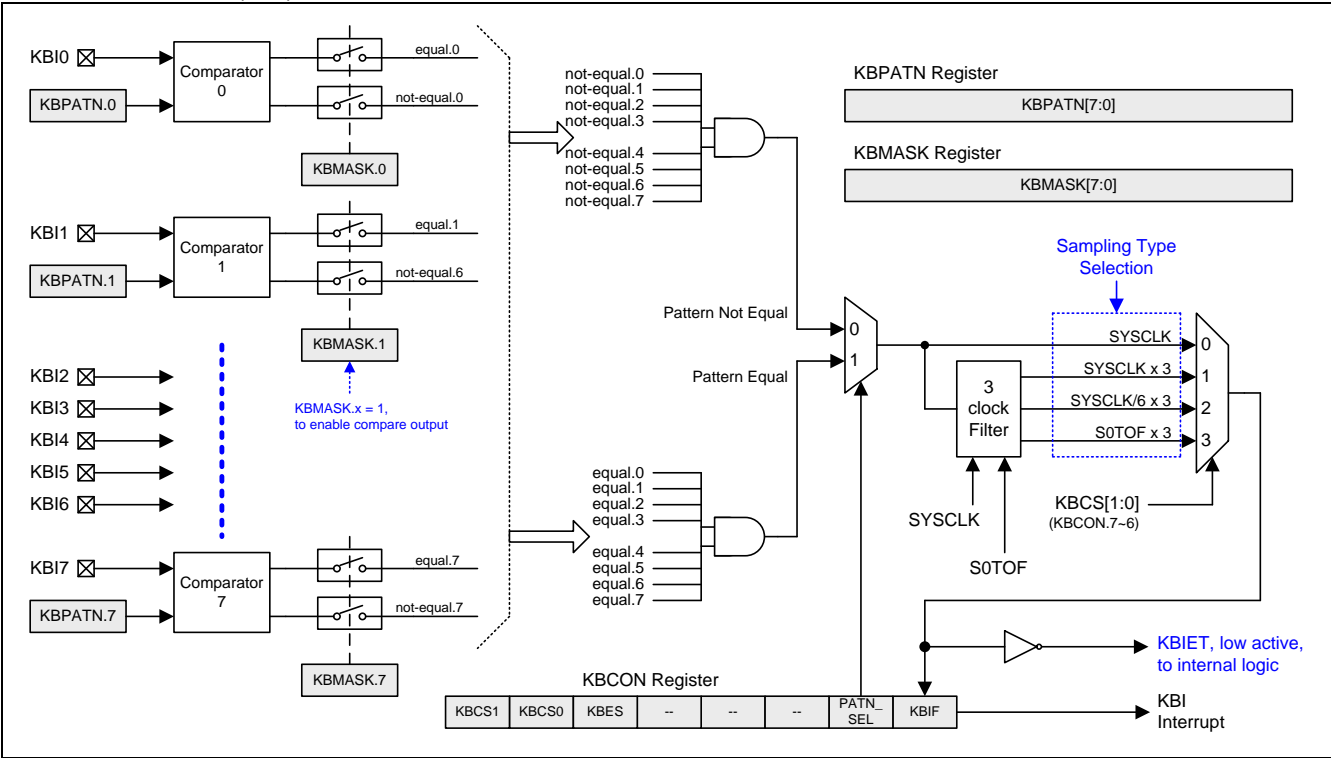 KBI0
KBPATN.0
Comparator
0
equal.0
not-equal.0
KBMASK.0
KBI1
KBPATN.1
Comparator
1
equal.1
not-equal.6
KBMASK.1
KBMASK.x = 1,
to enable compare output
KBI2
KBI3
KBI4
KBI5
KBI6
KBI7
KBPATN.7
Comparator
7
equal.7
not-equal.7
KBMASK.7
not-equal.0
not-equal.1
not-equal.2
not-equal.3
not-equal.4
not-equal.5
not-equal.6
not-equal.7
equal.0
equal.1
equal.2
equal.3
equal.4
equal.5
equal.6
equal.7
Pattern Not Equal
Pattern Equal
0
1
KBPATN Register
KBPATN[7:0]
KBMASK Register
KBMASK[7:0]
Sampling Type
Selection
3
clock
Filter
SYSCLK
SYSCLK x 3
SYSCLK/6 x 3
S0TOF x 3
0
1
2
3
SYSCLK
S0TOF
KBCS[1:0]
(KBCON.7~6)
KBIET, low active,
to internal logic
KBI
Interrupt
KBCON Register
KBCS1 KBCS0 KBES -- -- -- PATN_ KBIF
SEL